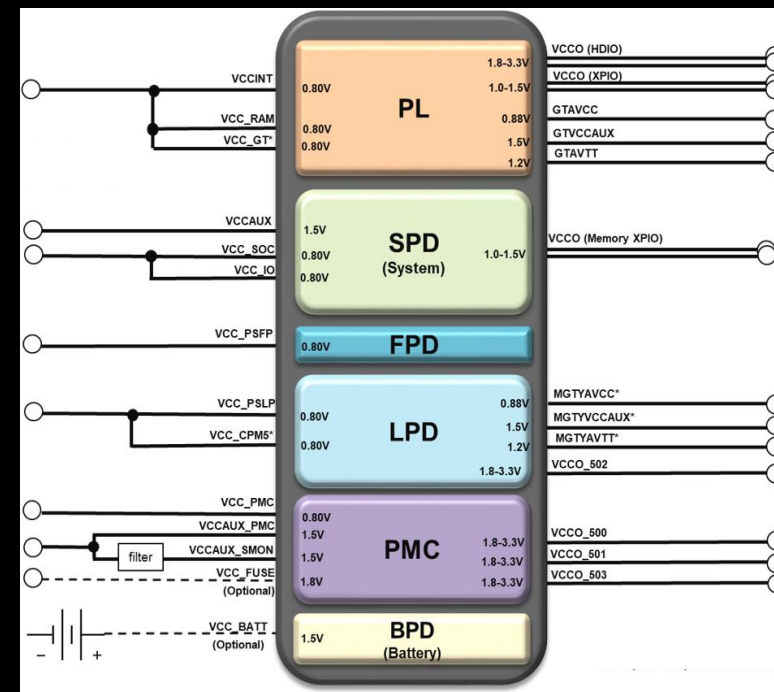 VCCINT
VCC_RAM
VCC_GT*
0.80V
0.80V
0.80V
PL
1.8-3.3V
1.0-1.5V
0.88V
1.5V
1.2V
VCCO (HDIO)
VCCO (XPIO)
GTAVCC
GTVCCAUX
GTAVTT
VCCAUX
VCC_SOC
VCC_IO
1.5V
0.80V
0.80V
SPD
(System)
1.0-1.5V
VCCO (Memory XPIO)
VCC_PSFP
0.80V
FPD
VCC_PSLP
VCC_CPM5*
0.80V
0.80V
LPD
0.88V
1.5V
1.2V
1.8-3.3V
MGTYAVCC*
MGTYVCCAUX*
MGTYAVTT*
VCCO_502
VCC_PMC
VCCAUX_PMC
filter
VCCAUX_SMON
VCC_FUSE
(Optional)
0.80V
1.5V
1.5V
1.8V
PMC
1.8-3.3V
1.8-3.3V
1.8-3.3V
VCCO_500
VCCO_501
VCCO_503
– +
VCC_BATT
(Optional)
1.5V
BPD
(Battery)